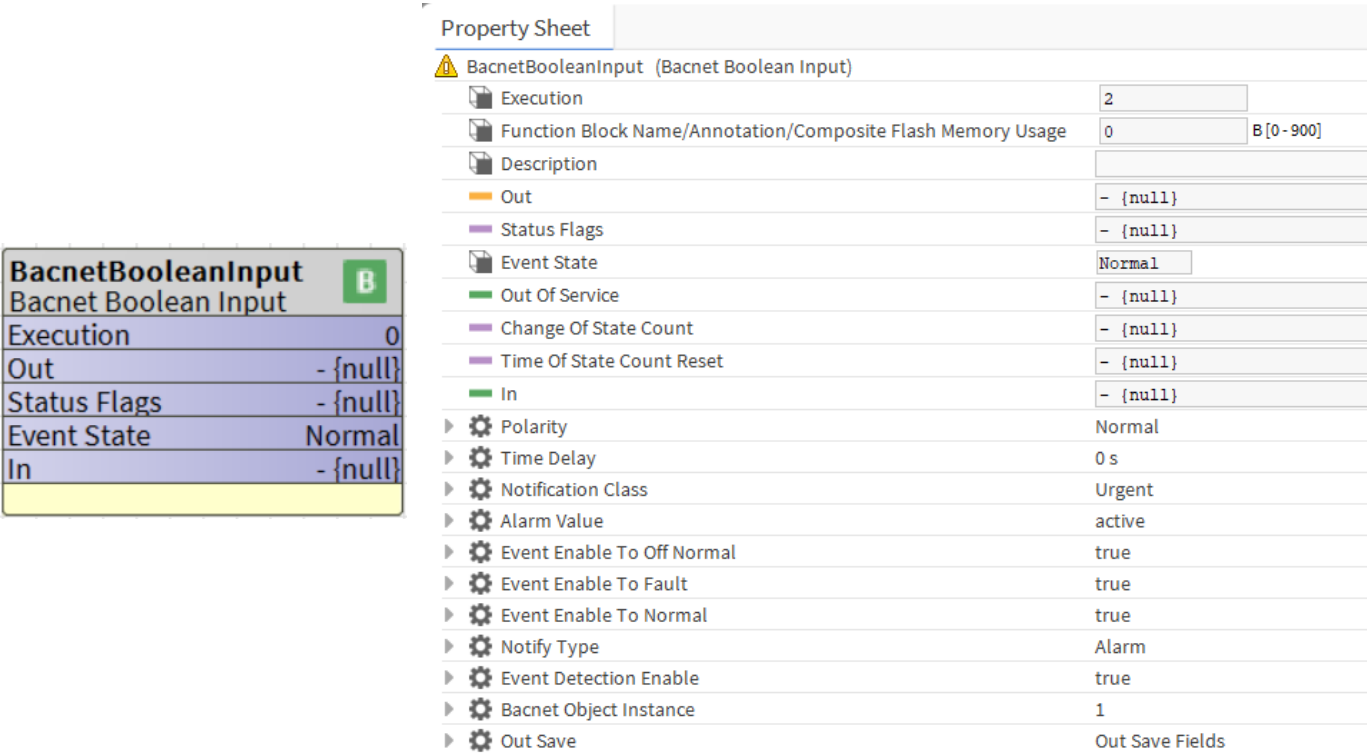 BacnetBooleanInput
B
Bacnet Boolean Input
Execution 0
Out - {null}
Status Flags - {null}
Event State Normal
In - {null}
Property Sheet
BacnetBooleanInput (Bacnet Boolean Input)
Execution 2
Function Block Name/Annotation/Composite Flash Memory Usage 0 B [0 - 900]
Description
Out - {null}
Status Flags - {null}
Event State Normal
Out Of Service - {null}
Change Of State Count - {null}
Time Of State Count Reset - {null}
In - {null}
Polarity Normal
Time Delay 0 s
Notification Class Urgent
Alarm Value active
Event Enable To Off Normal true
Event Enable To Fault true
Event Enable To Normal true
Notify Type Alarm
Event Detection Enable true
Bacnet Object Instance 1
Out Save Out Save Fields